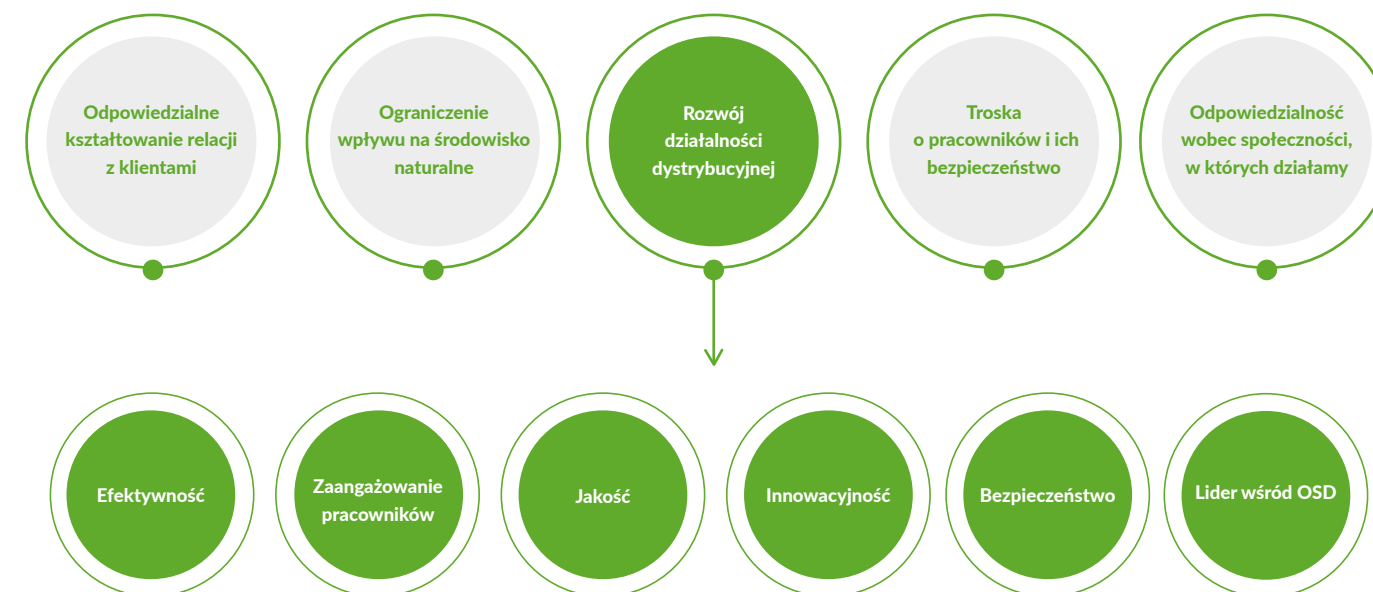 Odpowiedzialne
kształtowanie relacji
z klientami
Ograniczenie
wpływu na środowisko
naturalne
Rozwój
działalności
dystrybucyjnej
Troska
o pracowników i ich
bezpieczeństwo
Odpowiedzialność
wobec społeczności,
w których działamy
Efektywność
Zaangażowanie
pracowników
Jakość
Innowacyjność
Bezpieczeństwo
Lider wśród OSD